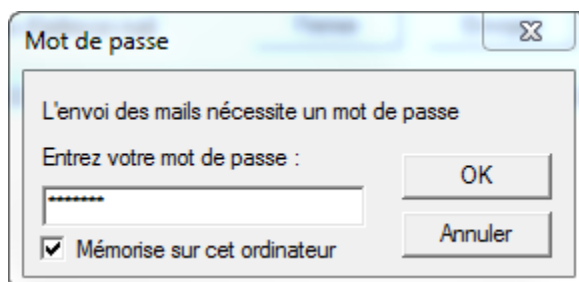 Mot de passe
L'envoi des mails nécessite un mot de passe
Entrez votre mot de passe :
*******
OK
Mémorise sur cet ordinateur
Annuler